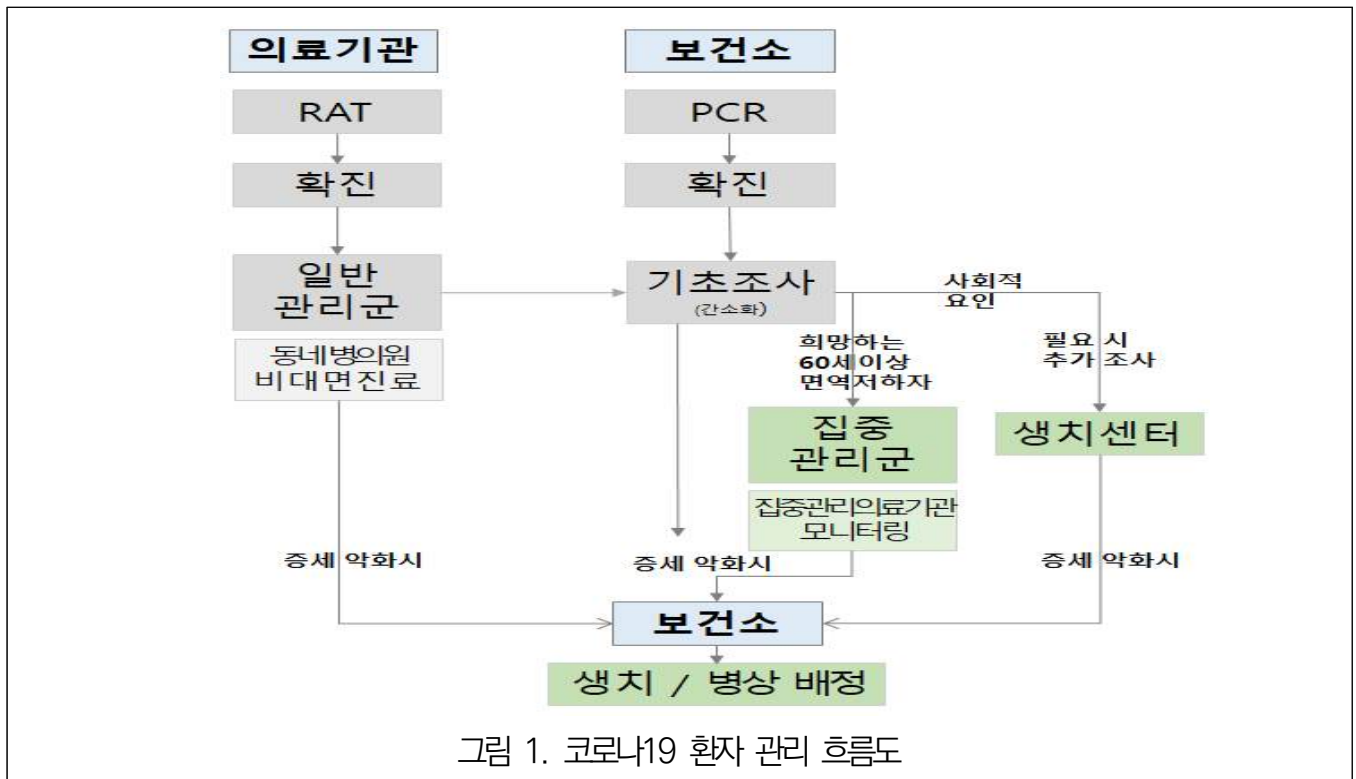 의료기관
보건소
RAT
PCR
확진
확진
일반
관리군
동네병의원
비대면진료
기초조사
(간소화)
사회적
요인
희망하는
60세이상
면역저하자
필요 시
추가 조사
집중
관리군
생치센터
집중관리의료기관
모니터링
증세 악화시
증세 악화시
증세 악화시
보건소
생치 / 병상 배정
그림 1. 코로나19 환자 관리 흐름도